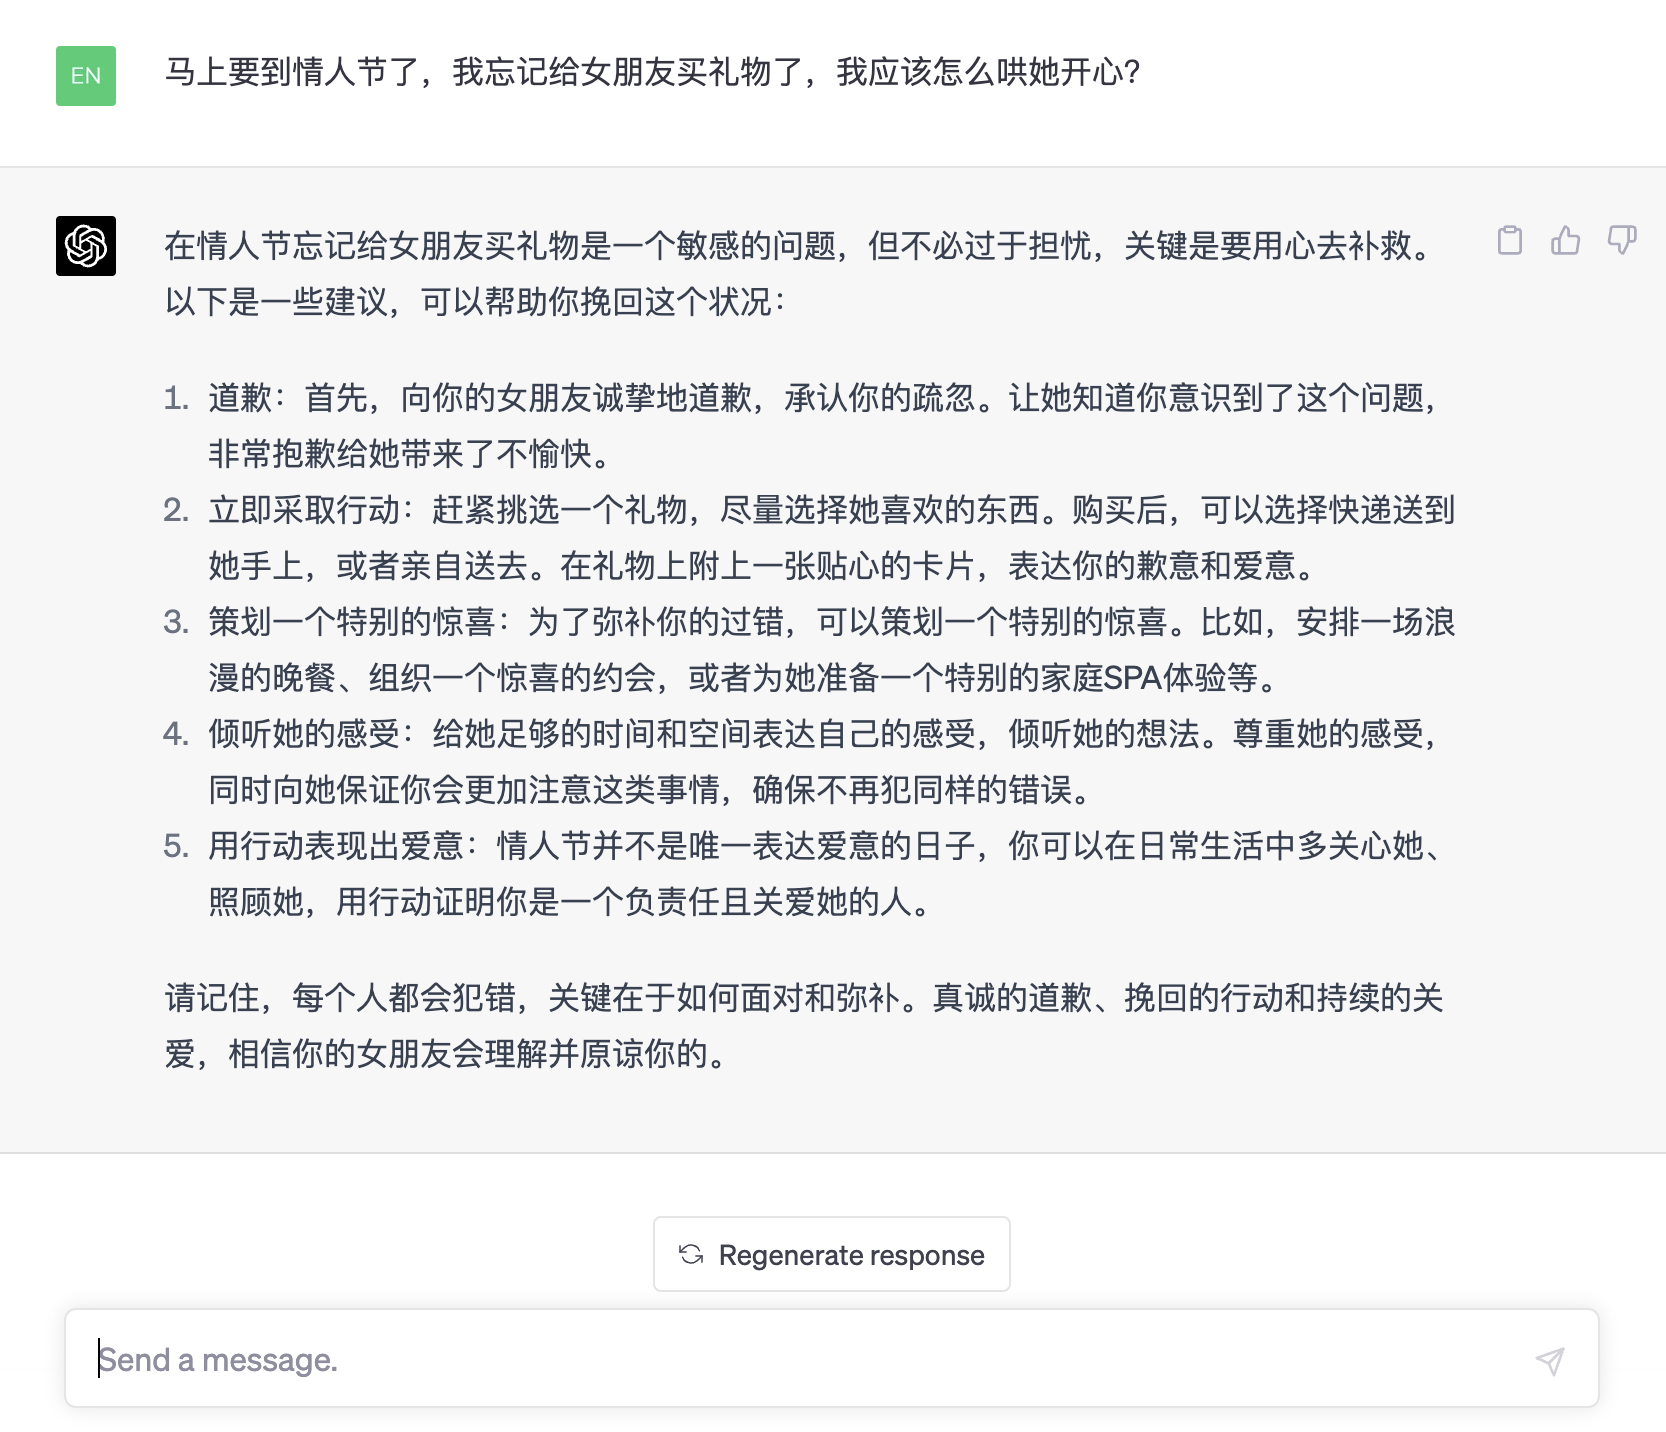 EN
马上要到情人节了，我忘记给女朋友买礼物了，我应该怎么哄她开心?
在情人节忘记给女朋友买礼物是一个敏感的问题，但不必过于担忧，关键是要用心去补救。
以下是一些建议，可以帮助你挽回这个状况：
1. 道歉：首先，向你的女朋友诚挚地道歉，承认你的疏忽。让她知道你意识到了这个问题，
非常抱歉给她带来了不愉快。
2. 立即采取行动：赶紧挑选一个礼物，尽量选择她喜欢的东西。购买后，可以选择快递送到
她手上，或者亲自送去。在礼物上附上一张贴心的卡片，表达你的歉意和爱意。
3. 策划一个特别的惊喜：为了弥补你的过错，可以策划一个特别的惊喜。比如，安排一场浪
漫的晚餐、组织一个惊喜的约会，或者为她准备一个特别的家庭SPA体验等。
4. 倾听她的感受：给她足够的时间和空间表达自己的感受，倾听她的想法。尊重她的感受，
同时向她保证你会更加注意这类事情，确保不再犯同样的错误。
5. 用行动表现出爱意：情人节并不是唯一表达爱意的日子，你可以在日常生活中多关心她、
照顾她，用行动证明你是一个负责任且关爱她的人。
请记住，每个人都会犯错，关键在于如何面对和弥补。真诚的道歉、挽回的行动和持续的关
爱，相信你的女朋友会理解并原谅你的。
Regenerate response
Send a message.